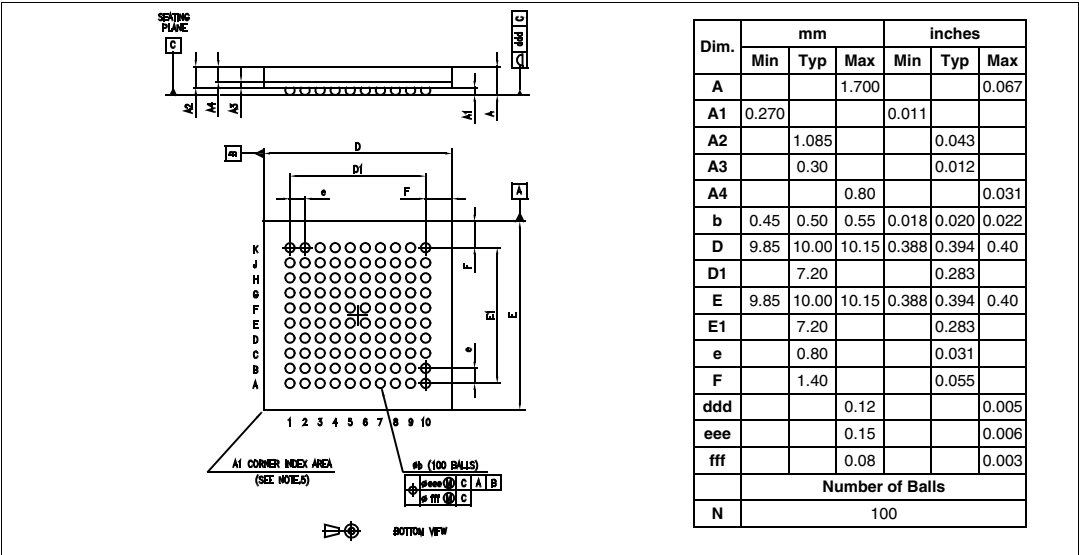 SEATING
PLANE
C
ddd C
A2
A4
A3
A1
A
D
D1
e
F
A
K
J
H
G
F
E
D
C
B
A
F
E1
E
e
1 2 3 4 5 6 7 8 9 10
A1 CORNER INDEX AREA
(SEE NOTE.5)
øb (100 BALLS)
ø eee Ⓜ C A B
ø fff Ⓜ C
BOTTOM VIEW
Dim. mm inches
Min Typ Max Min Typ Max
A 1.700 0.067
A1 0.270 0.011
A2 1.085 0.043
A3 0.30 0.012
A4 0.80 0.031
b 0.45 0.50 0.55 0.018 0.020 0.022
D 9.85 10.00 10.15 0.388 0.394 0.40
D1 7.20 0.283
E 9.85 10.00 10.15 0.388 0.394 0.40
E1 7.20 0.283
e 0.80 0.031
F 1.40 0.055
ddd 0.12 0.005
eee 0.15 0.006
fff 0.08 0.003
Number of Balls
N 100